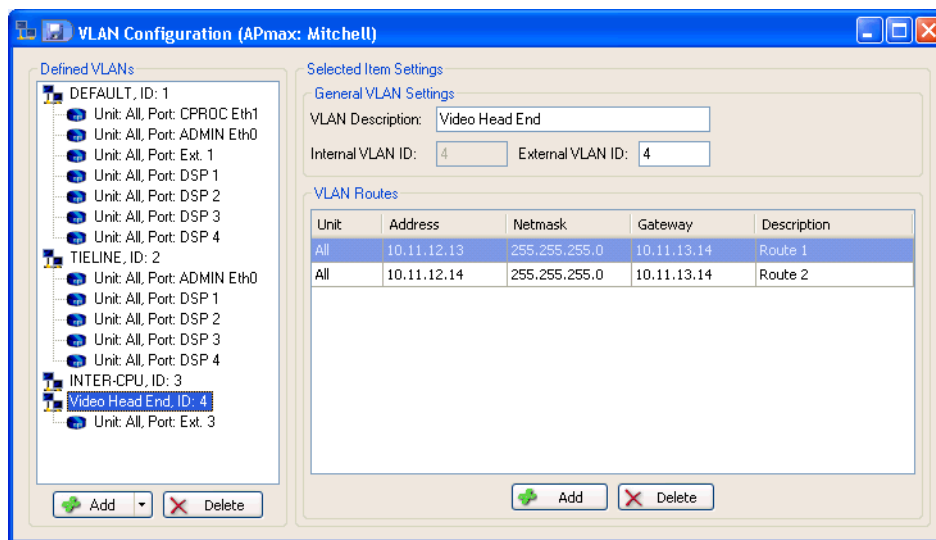 VLAN Configuration (APmax: Mitchell)
Defined VLANs
DEFAULT, ID: 1
Unit: All, Port: CPROC Eth1
Unit: All, Port: ADMIN Eth0
Unit: All, Port: Ext. 1
Unit: All, Port: DSP 1
Unit: All, Port: DSP 2
Unit: All, Port: DSP 3
Unit: All, Port: DSP 4
TIELINE, ID: 2
Unit: All, Port: ADMIN Eth0
Unit: All, Port: DSP 1
Unit: All, Port: DSP 2
Unit: All, Port: DSP 3
Unit: All, Port: DSP 4
INTER-CPU, ID: 3
Video Head End, ID: 4
Unit: All, Port: Ext. 3
Add Delete
Selected Item Settings
General VLAN Settings
VLAN Description: Video Head End
Internal VLAN ID: 4 External VLAN ID: 4
VLAN Routes
Unit Address Netmask Gateway Description
All 10.11.12.13 255.255.255.0 10.11.13.14 Route 1
All 10.11.12.14 255.255.255.0 10.11.13.14 Route 2
Add Delete